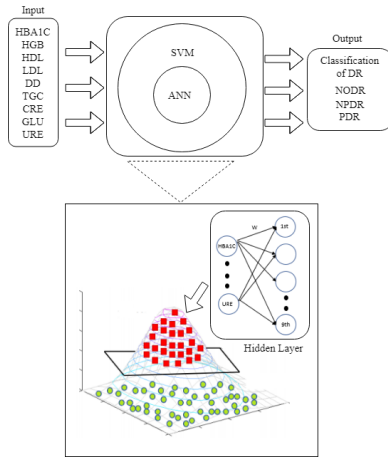 Input
HBA1C
HGB
HDL
LDL
DD
TGC
CRE
GLU
URE
SVM
ANN
Output
Classification
of DR
NODR
NPDR
PDR
HBA1C
URE
W
1st
9th
Hidden Layer